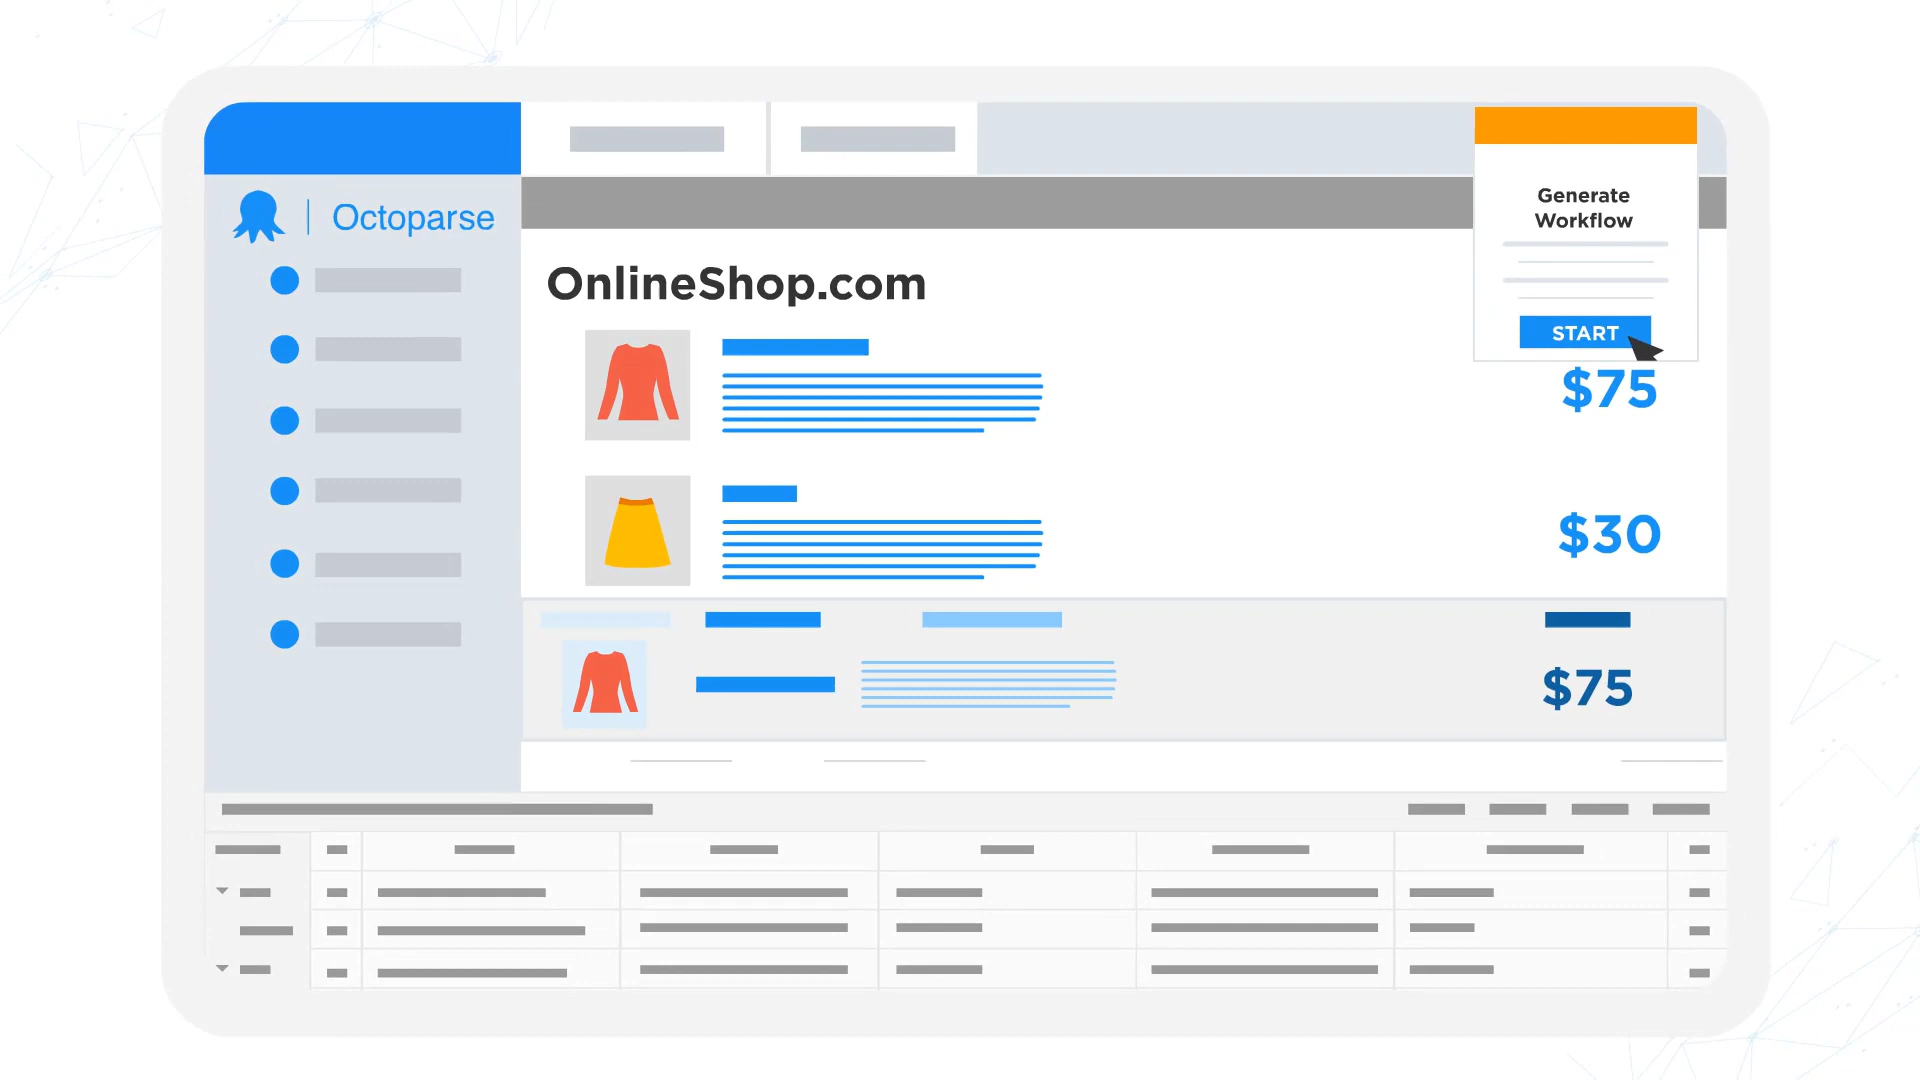 Octoparse
Generate
Workflow
START
OnlineShop.com
$75
$30
$75